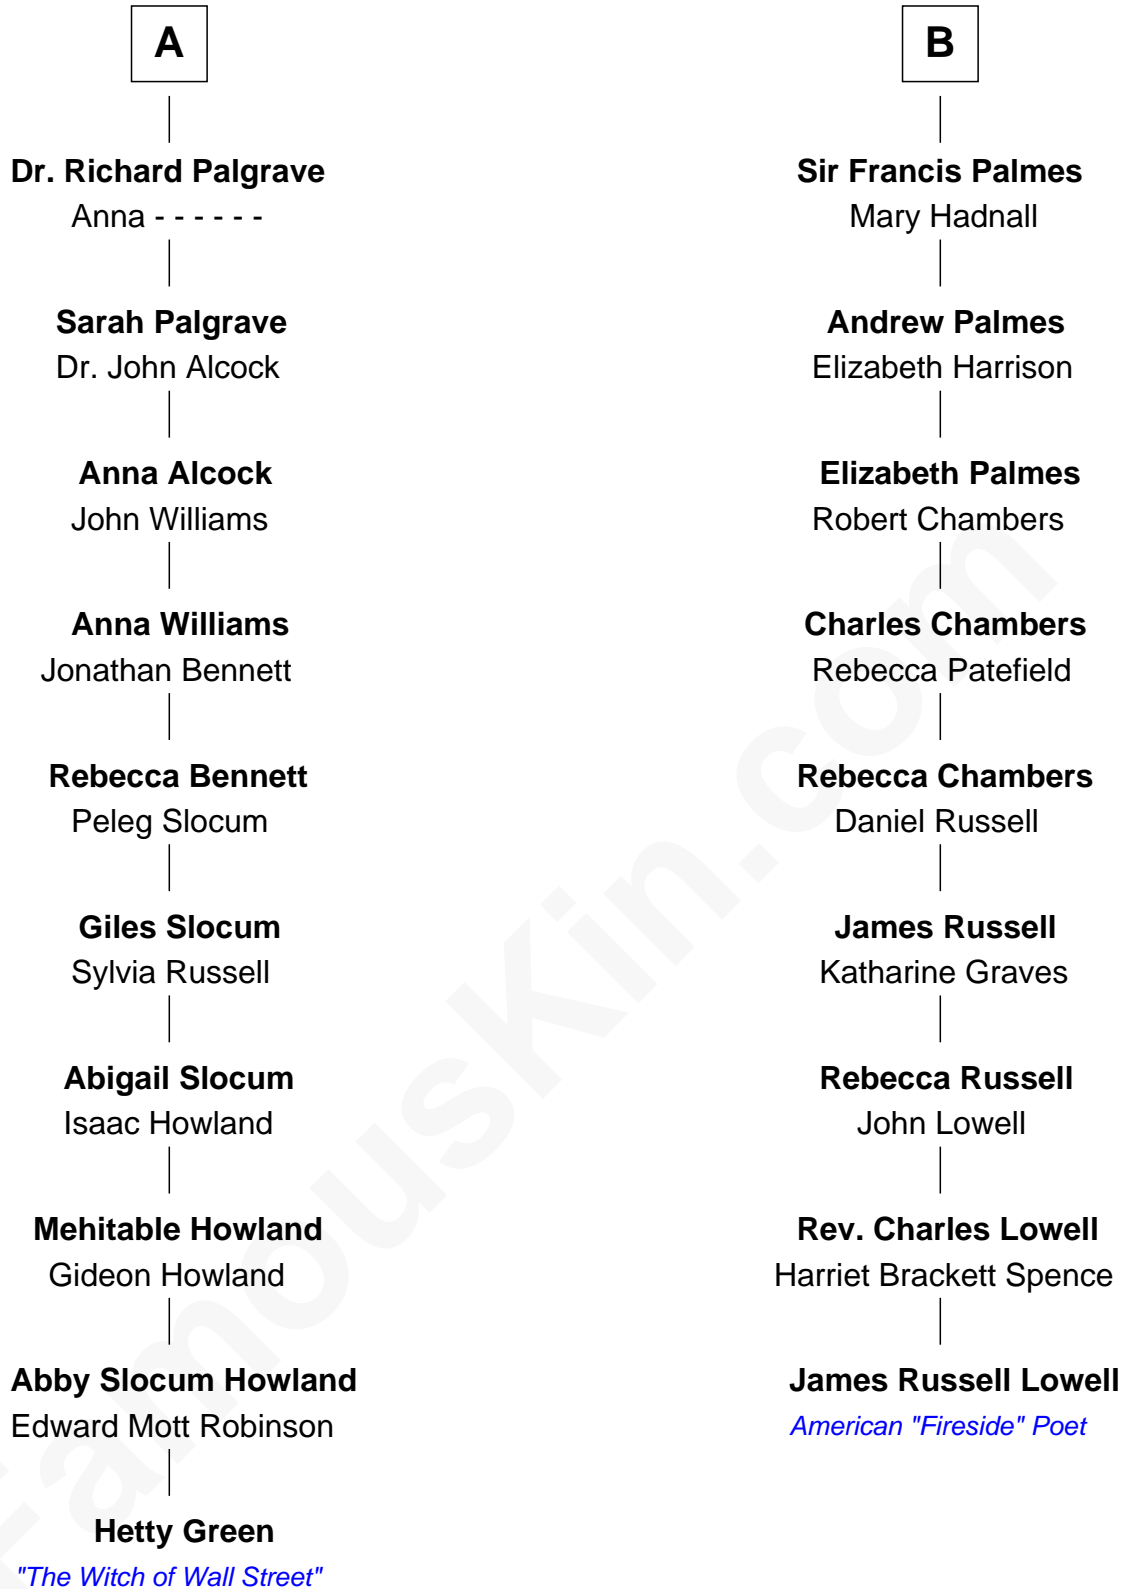 A
Dr. Richard Palgrave
Anna - - - - - -
Sarah Palgrave
Dr. John Alcock
Anna Alcock
John Williams
Anna Williams
Jonathan Bennett
Rebecca Bennett
Peleg Slocum
Giles Slocum
Sylvia Russell
Abigail Slocum
Isaac Howland
Mehitable Howland
Gideon Howland
Abby Slocum Howland
Edward Mott Robinson
Hetty Green
"The Witch of Wall Street"
B
Sir Francis Palmes
Mary Hadnall
Andrew Palmes
Elizabeth Harrison
Elizabeth Palmes
Robert Chambers
Charles Chambers
Rebecca Patefield
Rebecca Chambers
Daniel Russell
James Russell
Katharine Graves
Rebecca Russell
John Lowell
Rev. Charles Lowell
Harriet Brackett Spence
James Russell Lowell
American "Fireside" Poet
FamousKin.com